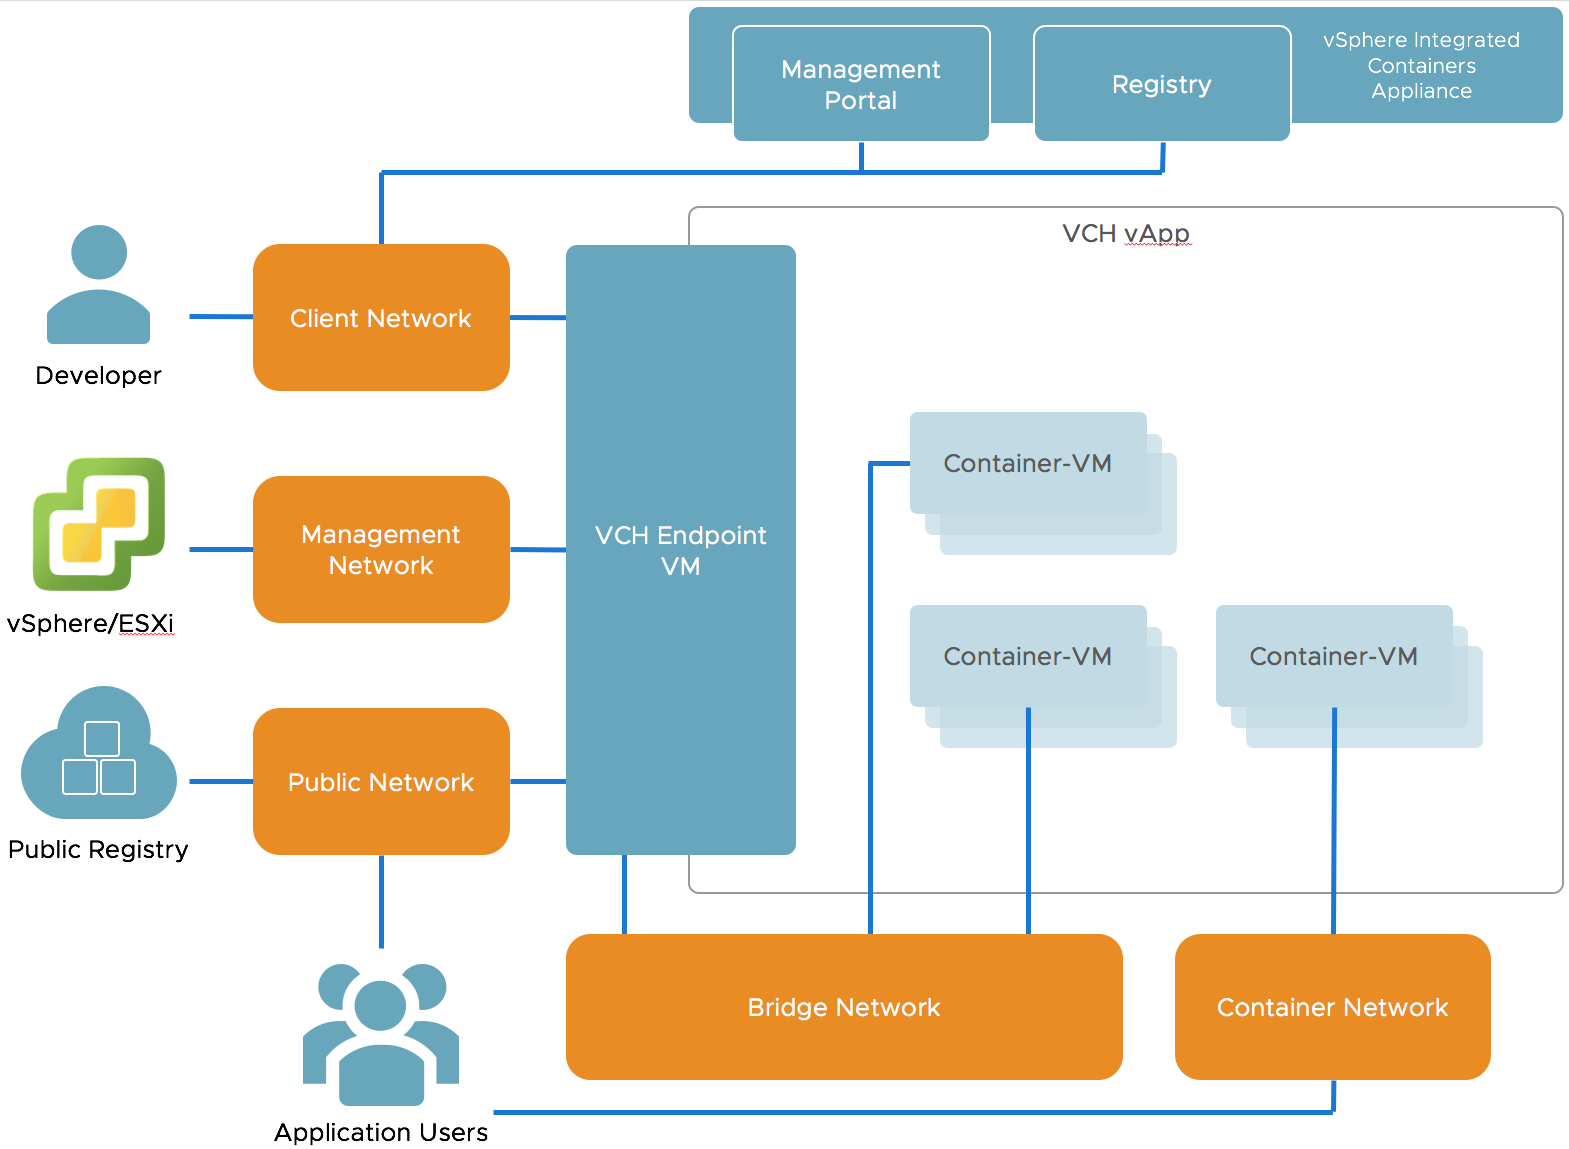 Management
Portal
Registry
vSphere Integrated
Containers
Appliance
VCH vApp
Client Network
Developer
Container-VM
Management
Network
VCH Endpoint
VM
vSphere/ESXi
Container-VM
Container-VM
Public Network
Public Registry
Bridge Network
Container Network
Application Users